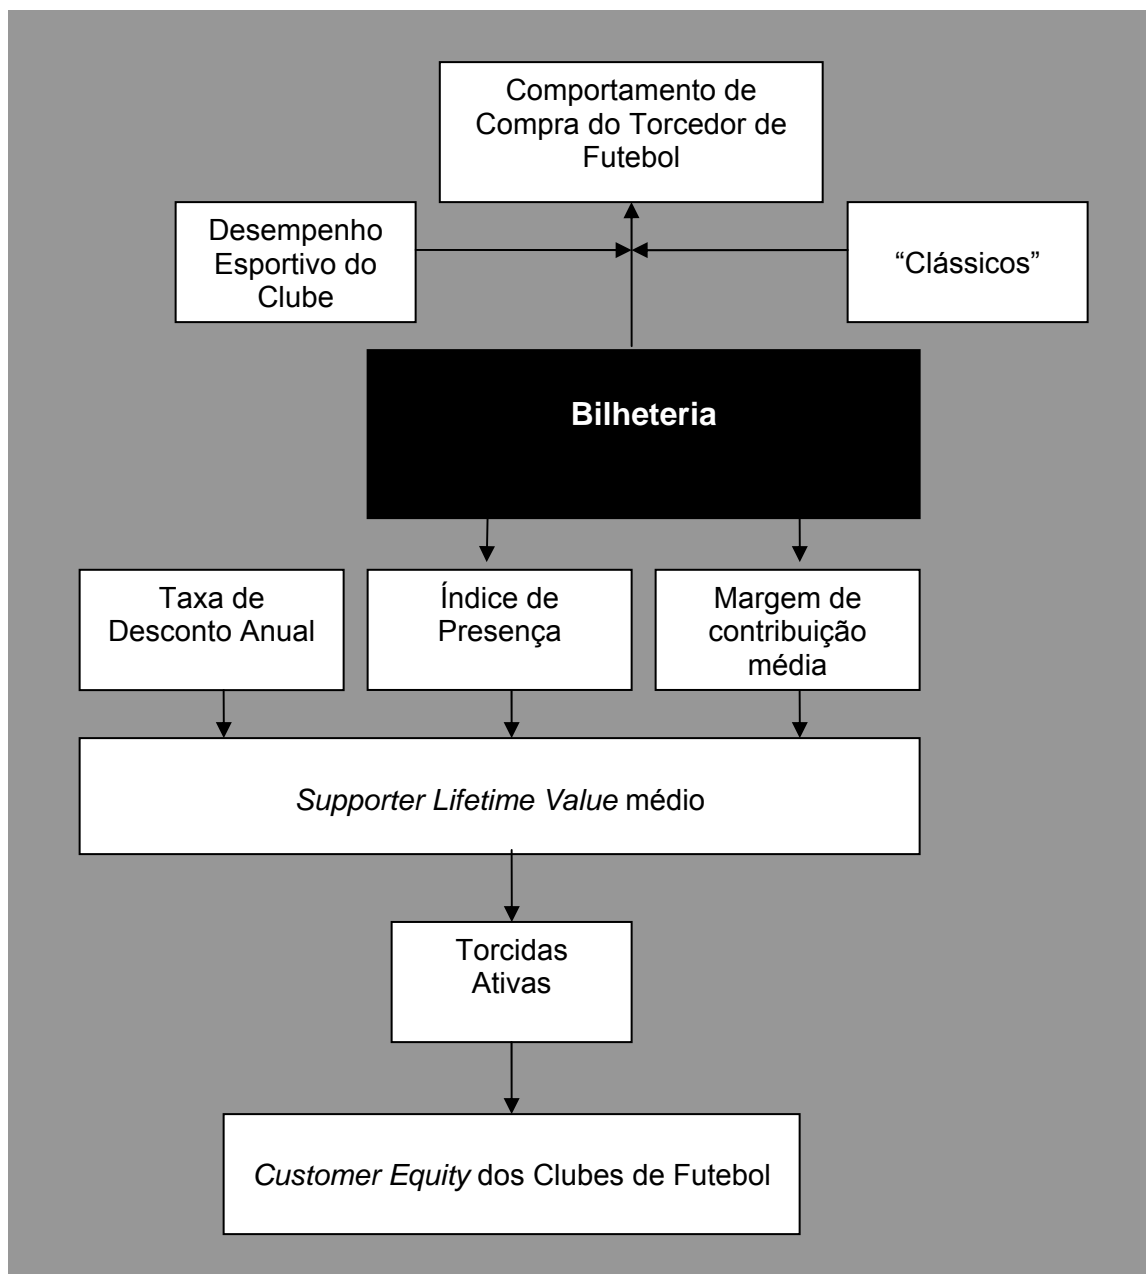 Comportamento de
Compra do Torcedor de
Futebol
Desempenho
Esportivo do
Clube
“Clássicos”
Bilheteria
Taxa de
Desconto Anual
Índice de
Presença
Margem de
contribuição
média
Supporter Lifetime Value médio
Torcidas
Ativas
Customer Equity dos Clubes de Futebol